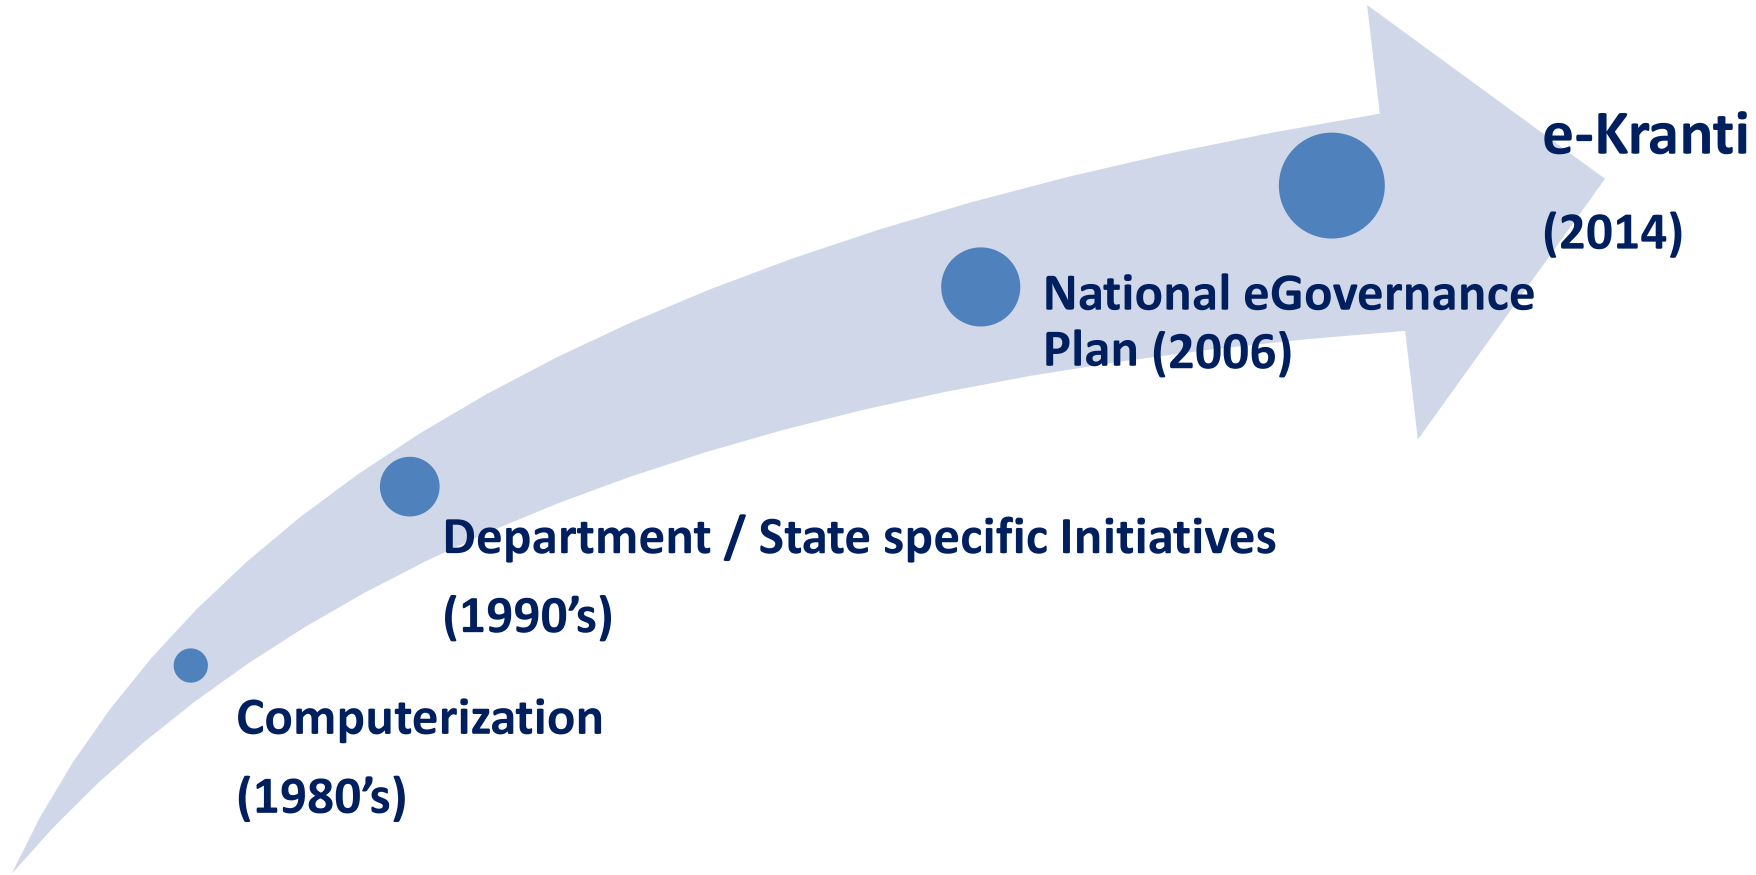 e-Kranti
(2014)
National eGovernance
Plan (2006)
Department / State specific Initiatives
(1990’s)
Computerization
(1980’s)